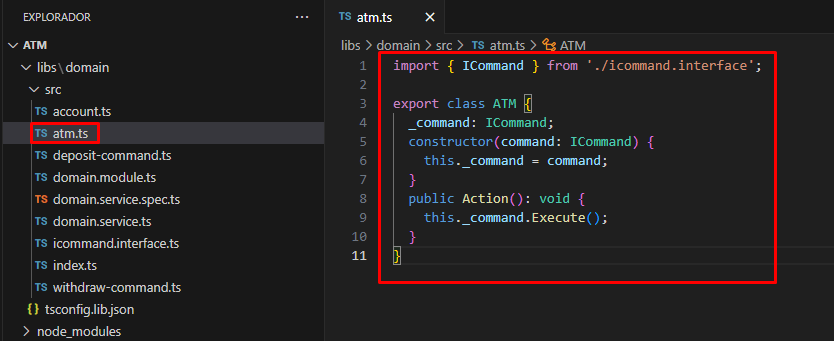 EXPLORADOR
ATM
libs\domain
src
TS account.ts
TS atm.ts
TS deposit-command.ts
TS domain.module.ts
TS domain.service.spec.ts
TS domain.service.ts
TS icommand.interface.ts
TS index.ts
TS withdraw-command.ts
{} tsconfig.lib.json
node_modules
TS atm.ts
libs > domain > src > TS atm.ts > ATM
1 import { ICommand } from './icommand.interface';
2
3 export class ATM {
4   _command: ICommand;
5   constructor(command: ICommand) {
6     this._command = command;
7   }
8   public Action(): void {
9     this._command.Execute();
10   }
11 }